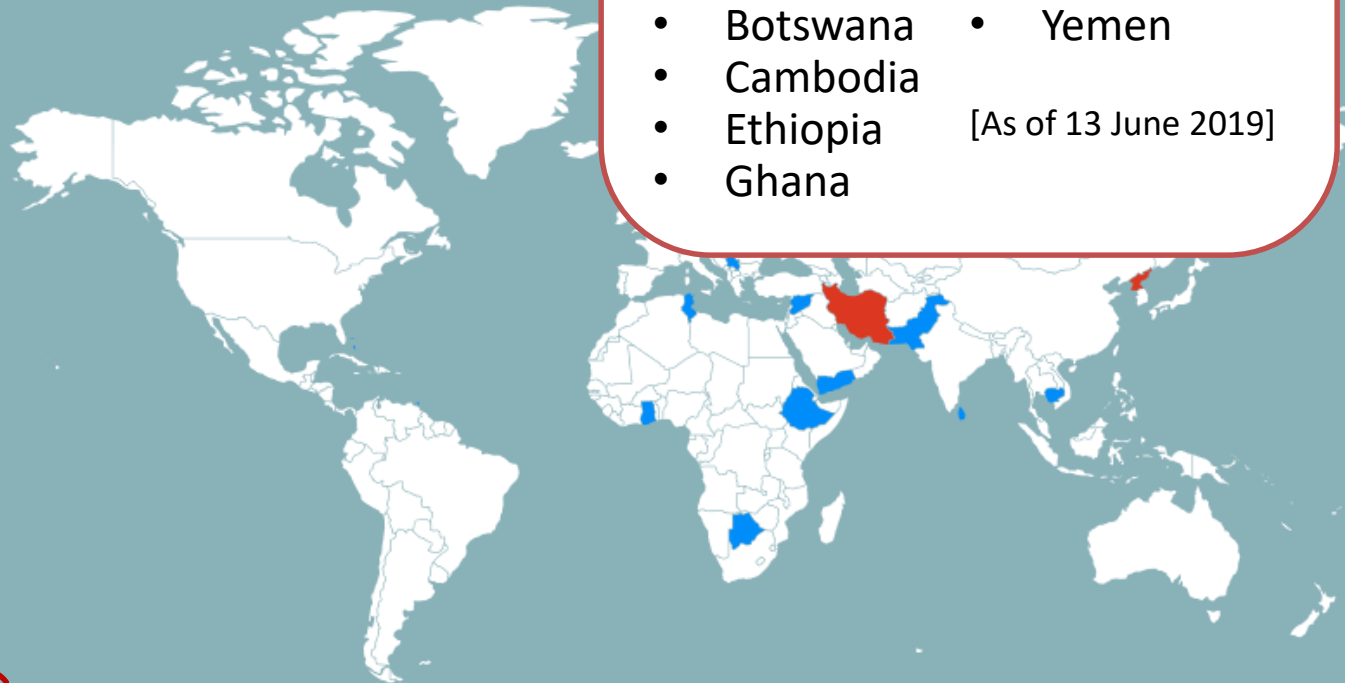 • Botswana • Yemen
• Cambodia
• Ethiopia [As of 13 June 2019]
• Ghana